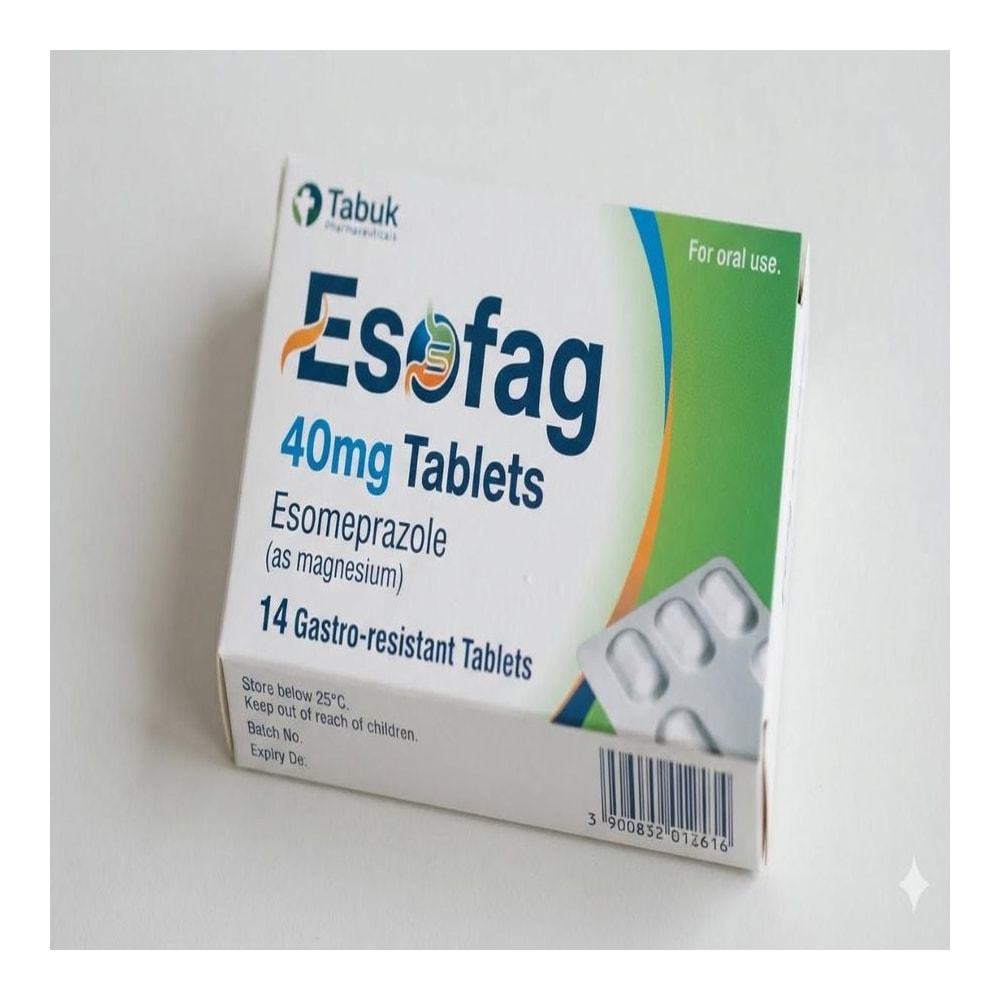 Tabuk
Pharmaceuticals
For oral use.
Esofag
40mg Tablets
Esomeprazole
(as magnesium)
14 Gastro-resistant Tablets
Store below 25°C.
Keep out of reach of children.
Batch No.
Expiry De:
3 900832 012616